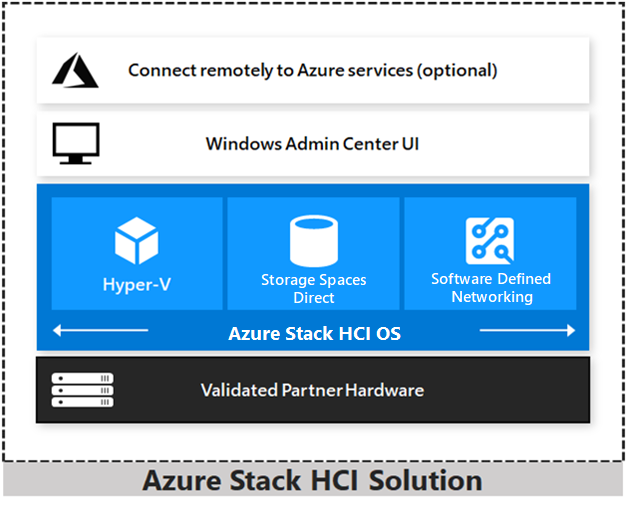 Connect remotely to Azure services (optional)
Windows Admin Center UI
Hyper-V
Storage Spaces
Direct
Software Defined
Networking
Azure Stack HCI OS
Validated Partner Hardware
Azure Stack HCI Solution